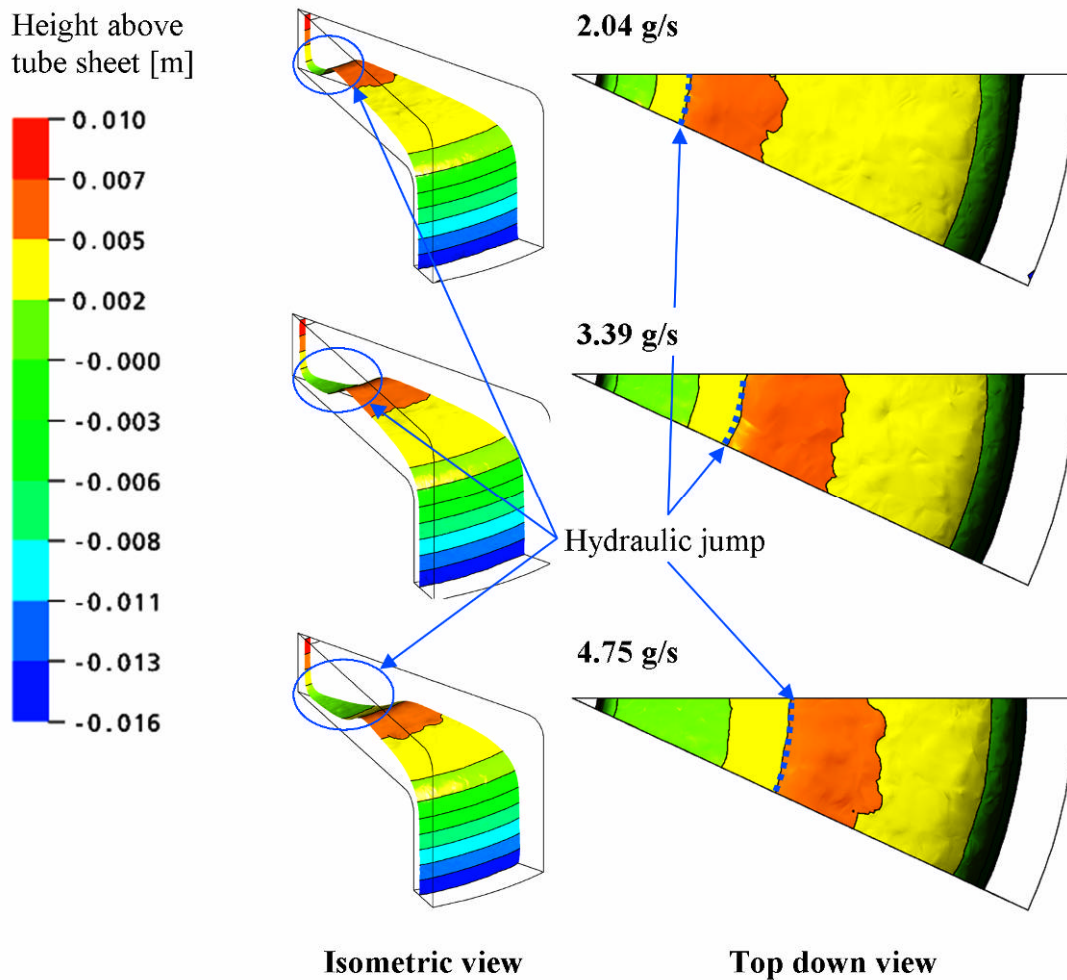 Height above
tube sheet [m]
0.010
0.007
0.005
0.002
-0.000
-0.003
-0.006
-0.008
-0.011
-0.013
-0.016
2.04 g/s
3.39 g/s
Hydraulic jump
4.75 g/s
Isometric view
Top down view